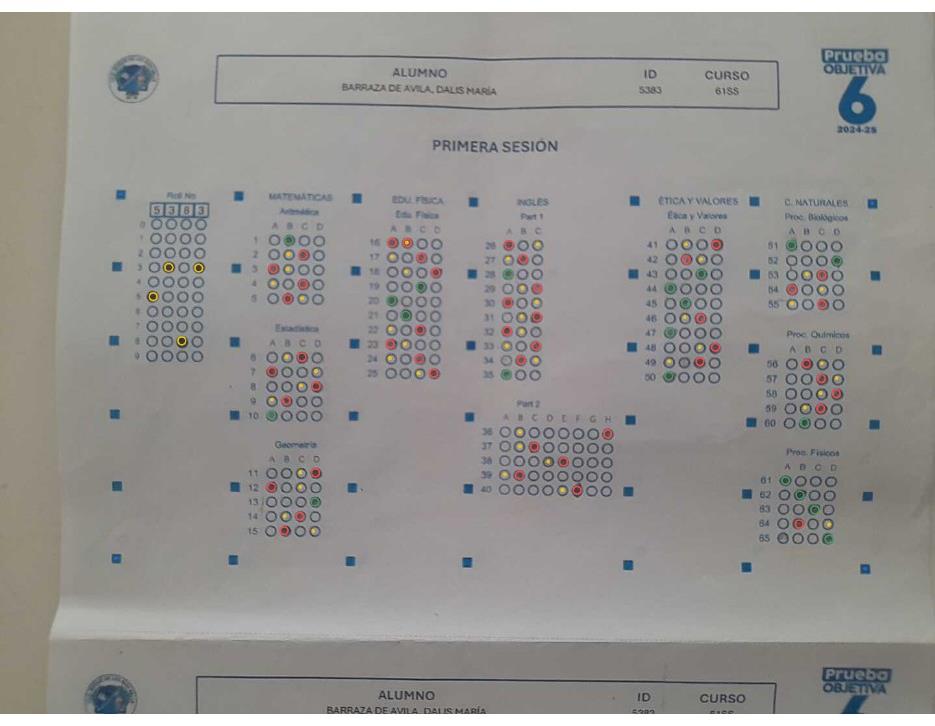 ALUMNO
BARRAZA DE AVILA, DALIS MARÍA
ID
5383
CURSO
61SS
Prueba
OBJETIVA
6
2024-25
PRIMERA SESIÓN
Roll No
5 3 8 3
0
1
2
3
4
5
6
7
8
9
MATEMÁTICAS
Aritmética
A B C D
1
2
3
4
5
Estadística
A B C D
6
7
8
9
10
Geometría
A B C D
11
12
13
14
15
EDU. FÍSICA
Edu. Física
A B C D
16
17
18
19
20
21
22
23
24
25
INGLÉS
Part 1
A B C
26
27
28
29
30
31
32
33
34
35
Part 2
A B C D E F G H
36
37
38
39
40
ÉTICA Y VALORES
Ética y Valores
A B C D
41
42
43
44
45
46
47
48
49
50
C. NATURALES
Proc. Biológicos
A B C D
51
52
53
54
55
Proc. Químicos
A B C D
56
57
58
59
60
Proc. Físicos
A B C D
61
62
63
64
65
ALUMNO
BARRAZA DE AVILA, DALIS MARÍA
ID
5383
CURSO
61SS
Prueba
OBJETIVA